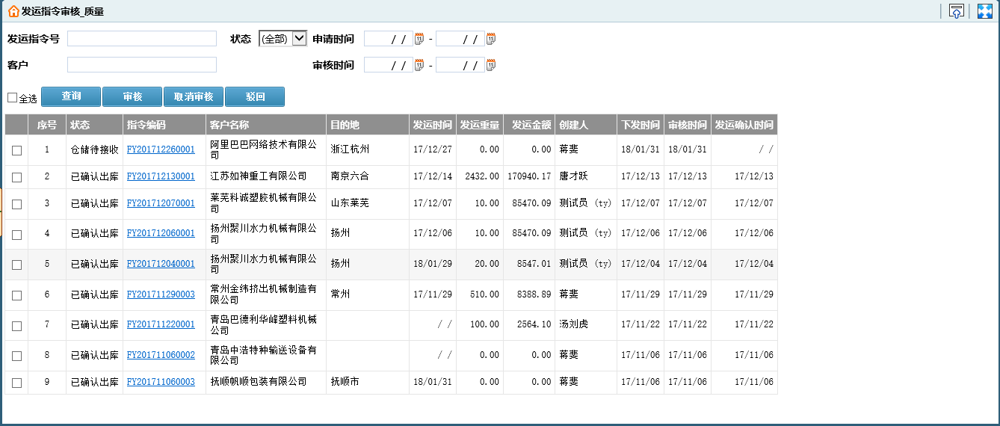 发运指令审核_质量
发运指令号 状态 (全部) 申请时间 / / - / /
客户 审核时间 / / - / /
全选 查询 审核 取消审核 驳回
序号 状态 指令编码 客户名称 目的地 发运时间 发运重量 发运金额 创建人 下发时间 审核时间 发运确认时间
1 仓储待接收 FY201712260001 阿里巴巴网络技术有限公司 浙江杭州 17/12/27 0.00 0.00 蒋斐 18/01/31 18/01/31 / /
2 已确认出库 FY201712130001 江苏如神重工有限公司 南京六合 17/12/14 2432.00 170940.17 唐才跃 17/12/13 17/12/13 17/12/13
3 已确认出库 FY201712070001 莱芜科诚塑胶机械有限公司 山东莱芜 17/12/07 10.00 85470.09 测试员 (ty) 17/12/07 17/12/07 17/12/07
4 已确认出库 FY201712060001 扬州聚川水力机械有限公司 扬州 17/12/06 10.00 85470.09 测试员 (ty) 17/12/06 17/12/06 17/12/06
5 已确认出库 FY201712040001 扬州聚川水力机械有限公司 扬州 18/01/29 20.00 8547.01 测试员 (ty) 17/12/04 17/12/04 17/12/04
6 已确认出库 FY201711290003 常州金纬挤出机械制造有限公司 常州 17/11/29 510.00 8388.89 蒋斐 17/11/29 17/11/29 17/11/29
7 已确认出库 FY201711220001 青岛巴德利华峰塑料机械公司 / / 100.00 2564.10 汤刘虎 17/11/22 17/11/22 17/11/22
8 已确认出库 FY201711060002 青岛中浩特种输送设备有限公司 / / 0.00 0.00 蒋斐 17/11/06 17/11/06 17/11/06
9 已确认出库 FY201711060003 抚顺帆顺包装有限公司 抚顺市 18/01/31 0.00 0.00 蒋斐 17/11/06 17/11/06 17/11/06